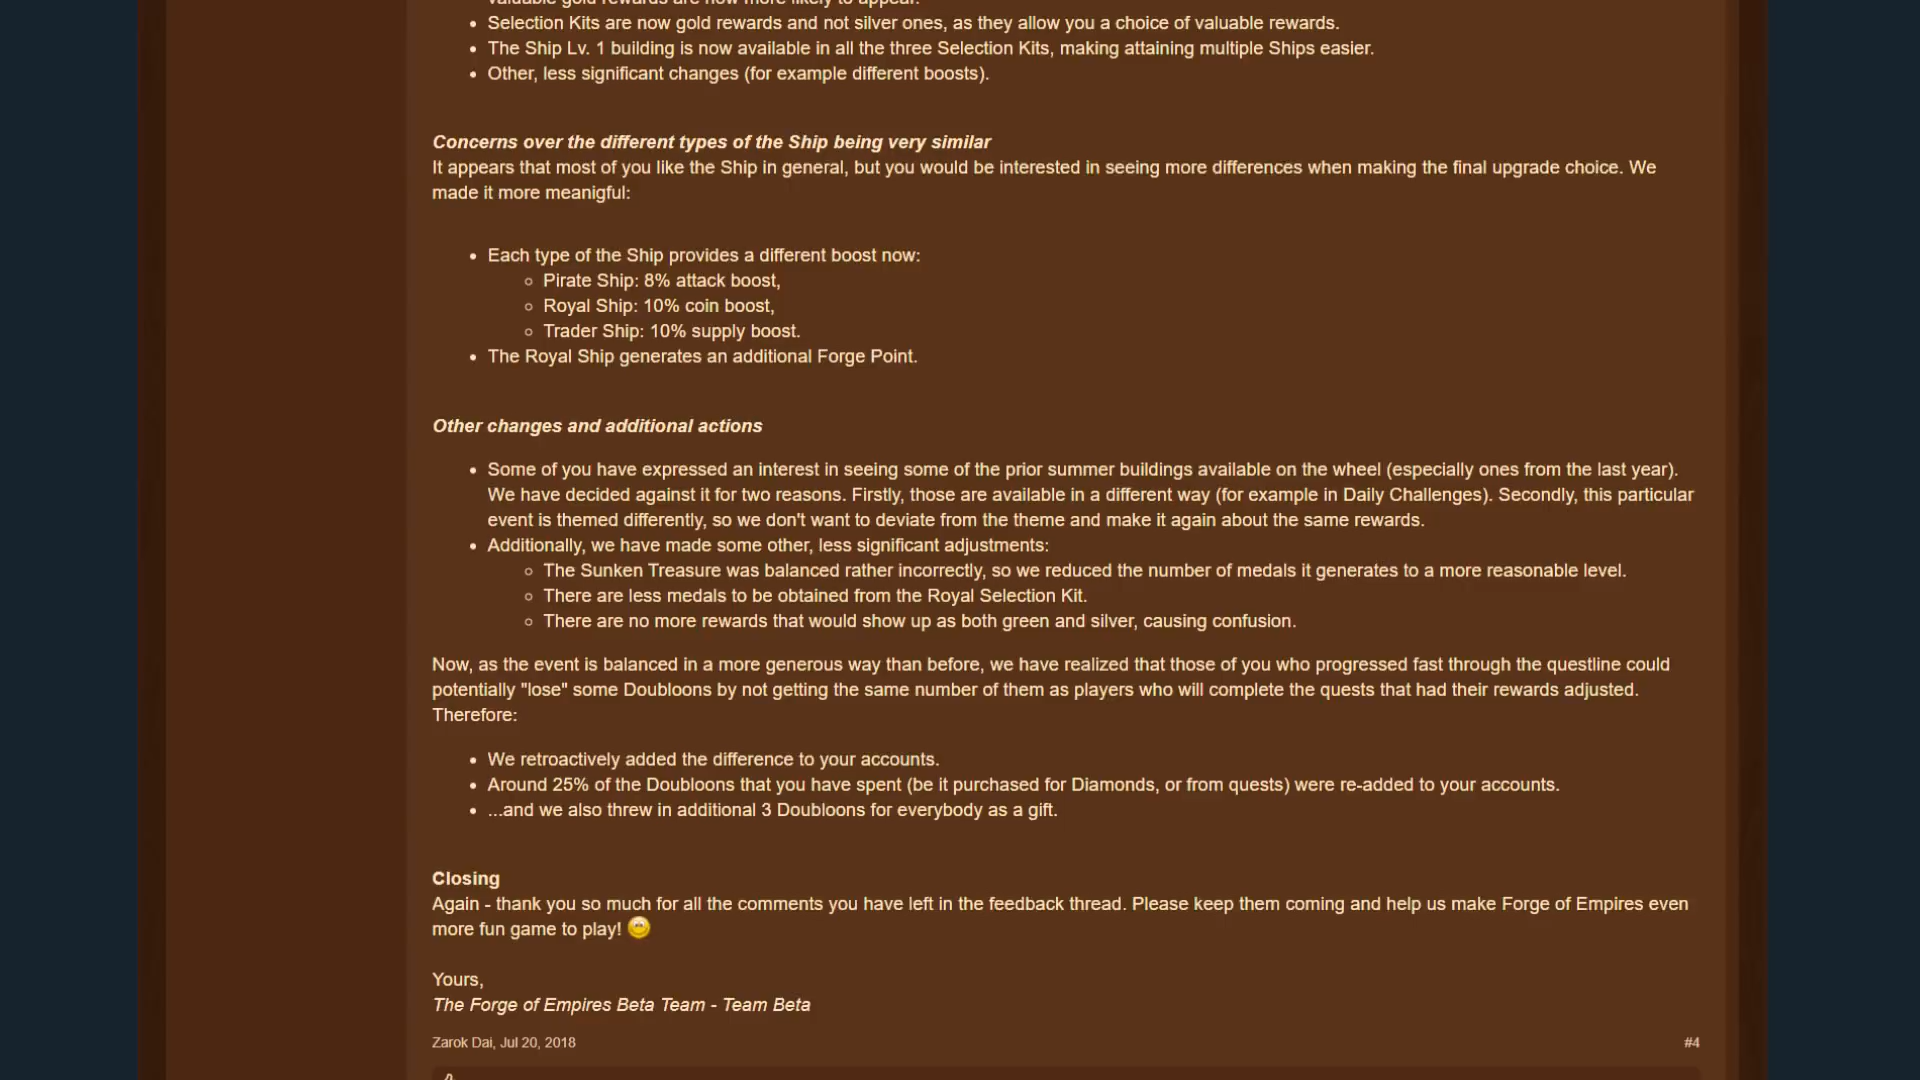 Valuable gold rewards are now more likely to appear.
Selection Kits are now gold rewards and not silver ones, as they allow you a choice of valuable rewards.
The Ship Lv. 1 building is now available in all the three Selection Kits, making attaining multiple Ships easier.
Other, less significant changes (for example different boosts).
Concerns over the different types of the Ship being very similar
It appears that most of you like the Ship in general, but you would be interested in seeing more differences when making the final upgrade choice. We
made it more meanigful:
Each type of the Ship provides a different boost now:
Pirate Ship: 8% attack boost,
Royal Ship: 10% coin boost,
Trader Ship: 10% supply boost.
The Royal Ship generates an additional Forge Point.
Other changes and additional actions
Some of you have expressed an interest in seeing some of the prior summer buildings available on the wheel (especially ones from the last year).
We have decided against it for two reasons. Firstly, those are available in a different way (for example in Daily Challenges). Secondly, this particular
event is themed differently, so we don't want to deviate from the theme and make it again about the same rewards.
Additionally, we have made some other, less significant adjustments:
The Sunken Treasure was balanced rather incorrectly, so we reduced the number of medals it generates to a more reasonable level.
There are less medals to be obtained from the Royal Selection Kit.
There are no more rewards that would show up as both green and silver, causing confusion.
Now, as the event is balanced in a more generous way than before, we have realized that those of you who progressed fast through the questline could
potentially "lose" some Doubloons by not getting the same number of them as players who will complete the quests that had their rewards adjusted.
Therefore:
We retroactively added the difference to your accounts.
Around 25% of the Doubloons that you have spent (be it purchased for Diamonds, or from quests) were re-added to your accounts.
...and we also threw in additional 3 Doubloons for everybody as a gift.
Closing
Again - thank you so much for all the comments you have left in the feedback thread. Please keep them coming and help us make Forge of Empires even
more fun game to play!
Yours,
The Forge of Empires Beta Team - Team Beta
Zarok Dai, Jul 20, 2018 #4